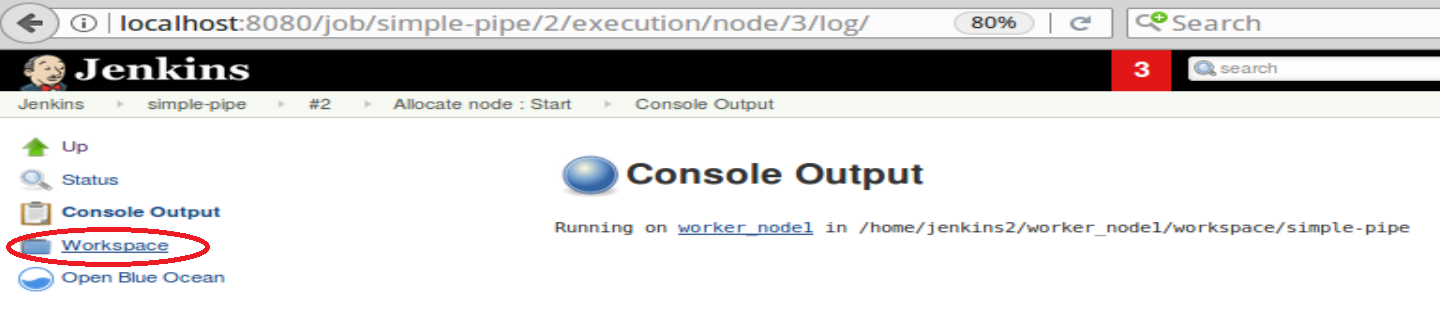 localhost:8080/job/simple-pipe/2/execution/node/3/log/ 80% Search
Jenkins 3 search
Jenkins simple-pipe #2 Allocate node : Start Console Output
Up
Status
Console Output
Workspace
Open Blue Ocean
Console Output
Running on worker_node1 in /home/jenkins2/worker_node1/workspace/simple-pipe